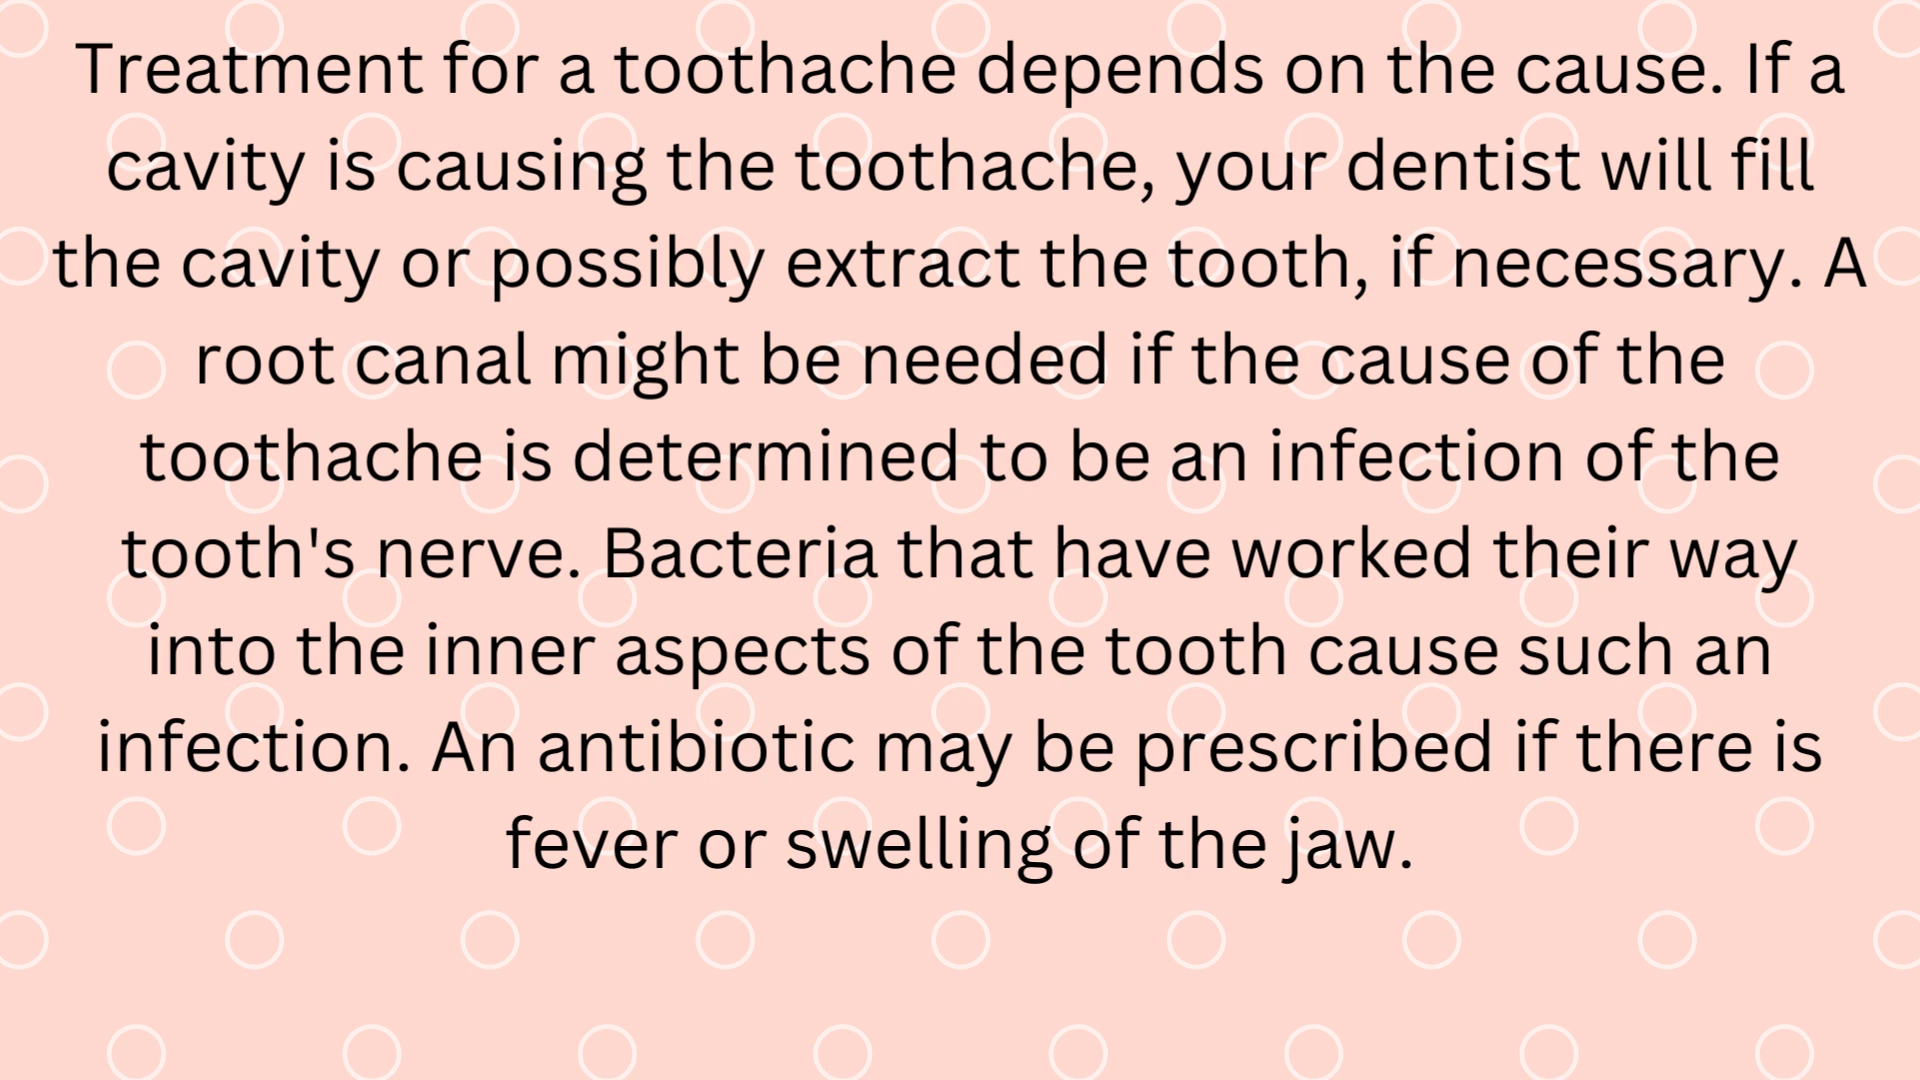 Treatment for a toothache depends on the cause. If a
cavity is causing the toothache, your dentist will fill
the cavity or possibly extract the tooth, if necessary. A
root canal might be needed if the cause of the
toothache is determined to be an infection of the
tooth's nerve. Bacteria that have worked their way
into the inner aspects of the tooth cause such an
infection. An antibiotic may be prescribed if there is
fever or swelling of the jaw.